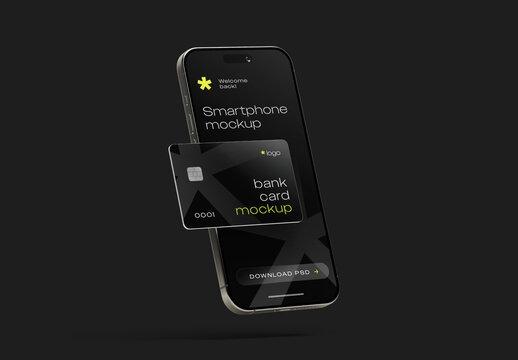 Welcome
back!
Smartphone
mockup
*logo
bank
card
mockup
0001
DOWNLOAD PSD →